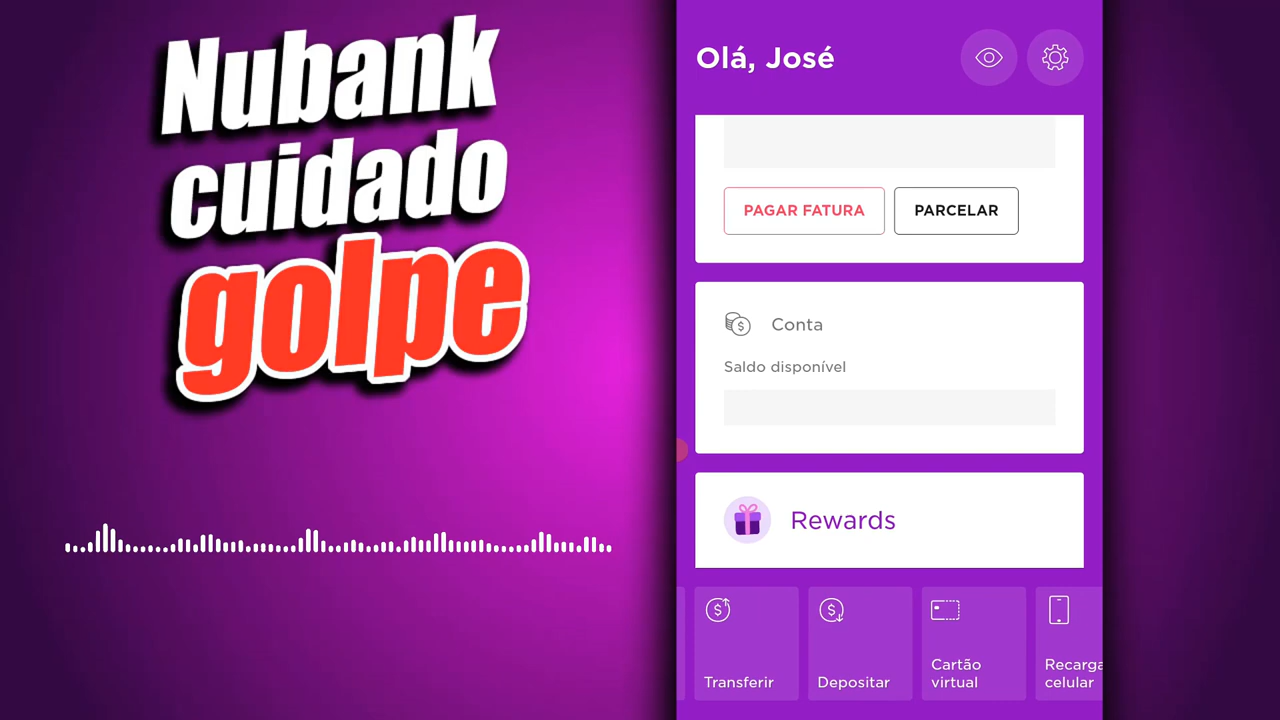 Nubank
cuidado
golpe
Olá, José
PAGAR FATURA
PARCELAR
Conta
Saldo disponível
Rewards
Transferir
Depositar
Cartão
virtual
Recarga
celular